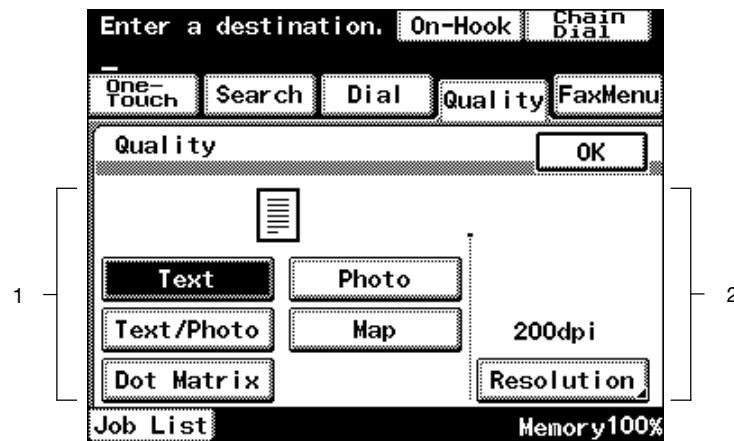 Enter a destination. On-Hook Chain Dial
One-Touch Search Dial Quality FaxMenu
Quality OK
Text Photo
1 2
Text/Photo Map 200dpi
Dot Matrix Resolution
Job List Memory100%